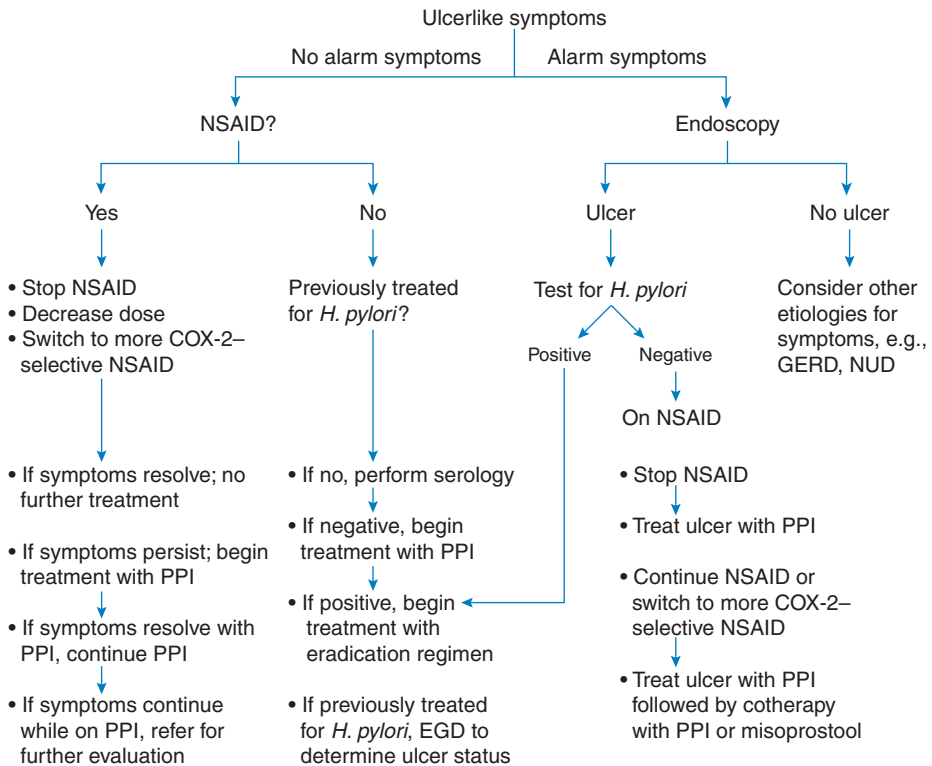 Ulcerlike symptoms
No alarm symptoms
Alarm symptoms
NSAID?
Endoscopy
Yes
No
Ulcer
No ulcer
• Stop NSAID
• Decrease dose
• Switch to more COX-2–
selective NSAID
Previously treated
for H. pylori?
Test for H. pylori
Consider other
etiologies for
symptoms, e.g.,
GERD, NUD
Positive
Negative
On NSAID
• If symptoms resolve; no
further treatment
• If symptoms persist; begin
treatment with PPI
• If symptoms resolve with
PPI, continue PPI
• If symptoms continue
while on PPI, refer for
further evaluation
• If no, perform serology
• If negative, begin
treatment with PPI
• If positive, begin
treatment with
eradication regimen
• If previously treated
for H. pylori, EGD to
determine ulcer status
• Stop NSAID
• Treat ulcer with PPI
• Continue NSAID or
switch to more COX-2–
selective NSAID
• Treat ulcer with PPI
followed by cotherapy
with PPI or misoprostool